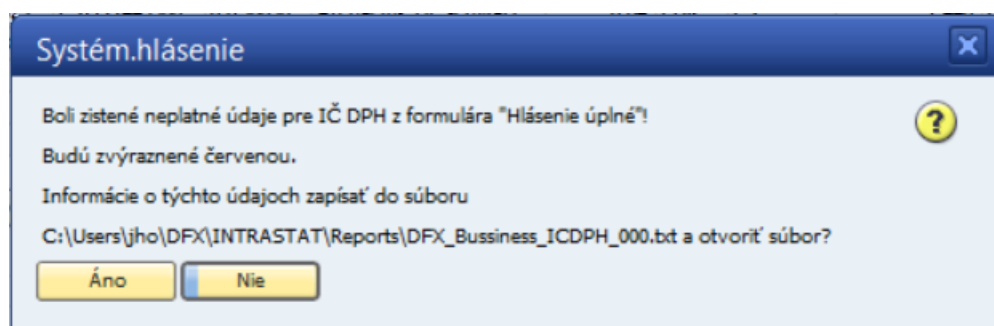 Systém.hlásenie
Boli zistené neplatné údaje pre IČ DPH z formulára "Hlásenie úplné"!
Budú zvýraznené červenou.
Informácie o týchto údajoch zapísať do súboru
C:\Users\jho\DFX\INTRASTAT\Reports\DFX_Bussiness_ICDPH_000.txt a otvoriť súbor?
Áno
Nie